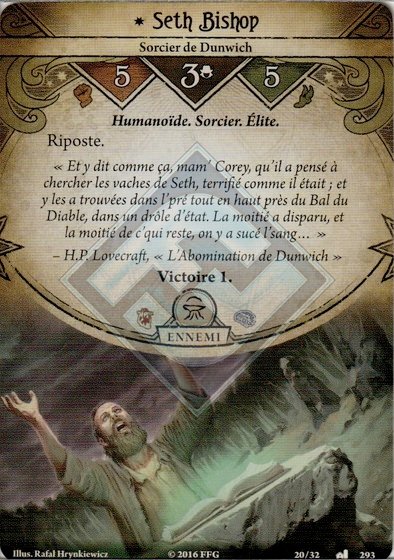 Seth Bishop
Sorcier de Dunwich
5 3 5
Humanoïde. Sorcier. Élite.
Riposte.
« Et y dit comme ça, mam' Corey, qu'il a pensé à
chercher les vaches de Seth, terrifié comme il était ; et
y les a trouvées dans l'pré tout en haut près du Bal du
Diable, dans un drôle d'état. La moitié a disparu, et
la moitié de c'qui reste, on y a sucé l'sang… »
– H.P. Lovecraft, « L'Abomination de Dunwich »
Victoire 1.
ENNEMI
Illus. Rafał Hrynkiewicz © 2016 FFG 20/32 293